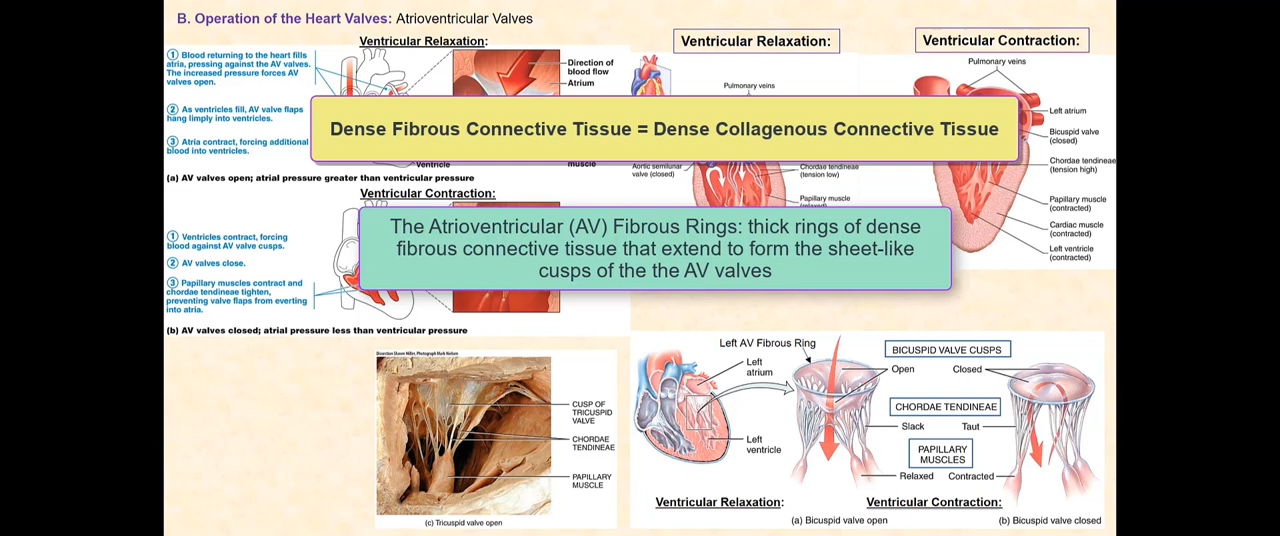 B. Operation of the Heart Valves: Atrioventricular Valves
Ventricular Relaxation:
① Blood returning to the heart fills
atria, pressing against the AV valves.
The increased pressure forces AV
valves open.
② As ventricles fill, AV valve flaps
hang limply into ventricles.
③ Atria contract, forcing additional
blood into ventricles.
Direction of
blood flow
Atrium
Ventricle
muscle
(a) AV valves open; atrial pressure greater than ventricular pressure
Ventricular Relaxation:
Pulmonary veins
Aortic semilunar
valve (closed)
Chordae tendineae
(tension low)
Papillary muscle
Ventricular Contraction:
Pulmonary veins
Left atrium
Bicuspid valve
(closed)
Chordae tendineae
(tension high)
Papillary muscle
(contracted)
Cardiac muscle
(contracted)
Left ventricle
(contracted)
Dense Fibrous Connective Tissue = Dense Collagenous Connective Tissue
The Atrioventricular (AV) Fibrous Rings: thick rings of dense
fibrous connective tissue that extend to form the sheet-like
cusps of the the AV valves
Ventricular Contraction:
① Ventricles contract, forcing
blood against AV valve cusps.
② AV valves close.
③ Papillary muscles contract and
chordae tendineae tighten,
preventing valve flaps from everting
into atria.
(b) AV valves closed; atrial pressure less than ventricular pressure
Dissection Shawn Miller, Photograph Mark Nielsen
CUSP OF
TRICUSPID
VALVE
CHORDAE
TENDINEAE
PAPILLARY
MUSCLE
(c) Tricuspid valve open
Left AV Fibrous Ring
Left
atrium
Left
ventricle
BICUSPID VALVE CUSPS
Open
Closed
CHORDAE TENDINEAE
Slack
Taut
PAPILLARY
MUSCLES
Relaxed
Contracted
Ventricular Relaxation:
Ventricular Contraction:
(a) Bicuspid valve open
(b) Bicuspid valve closed